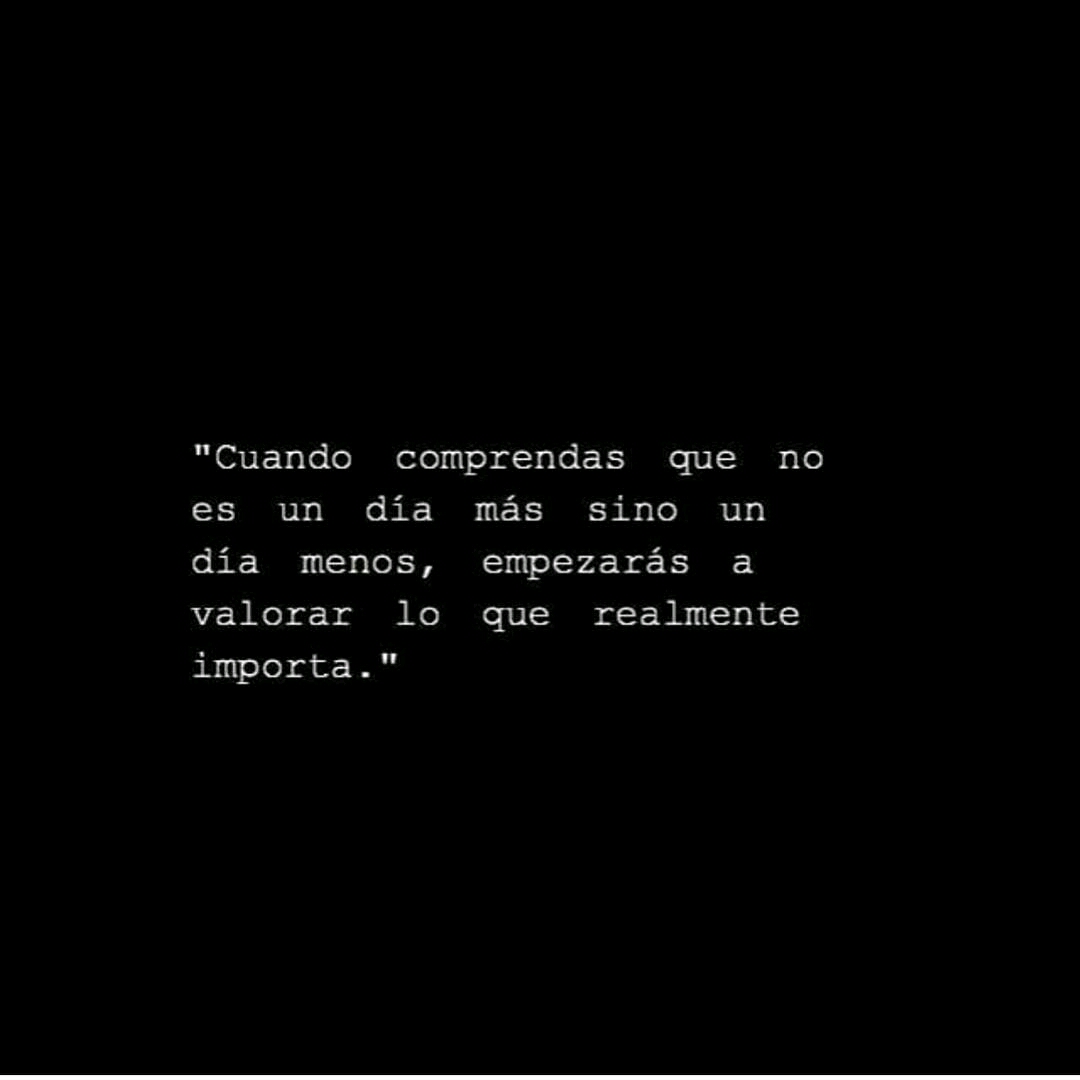 "Cuando comprendas que no
es un día más sino un
día menos, empezarás a
valorar lo que realmente
importa."